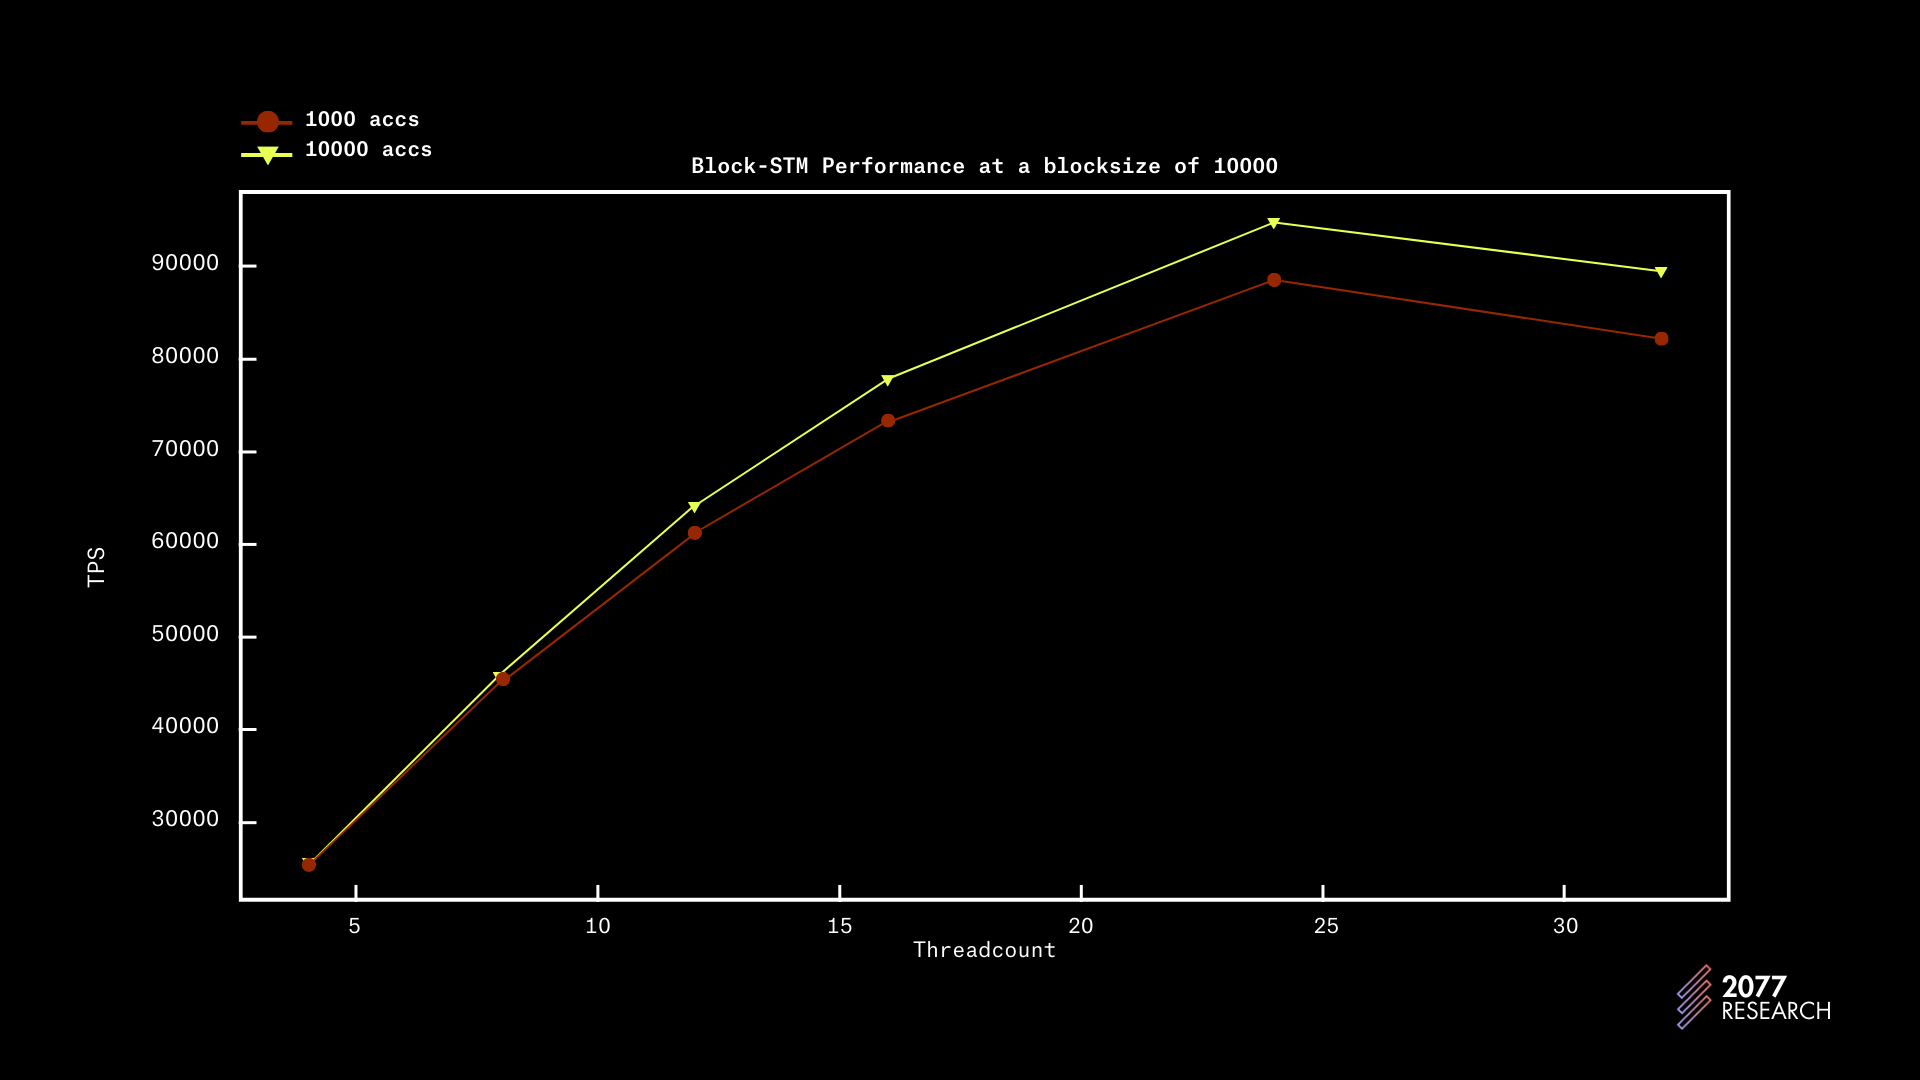 1000 accs
10000 accs
Block-STM Performance at a blocksize of 10000
90000
80000
70000
60000
50000
40000
30000
TPS
5 10 15 20 25 30
Threadcount
2077
RESEARCH